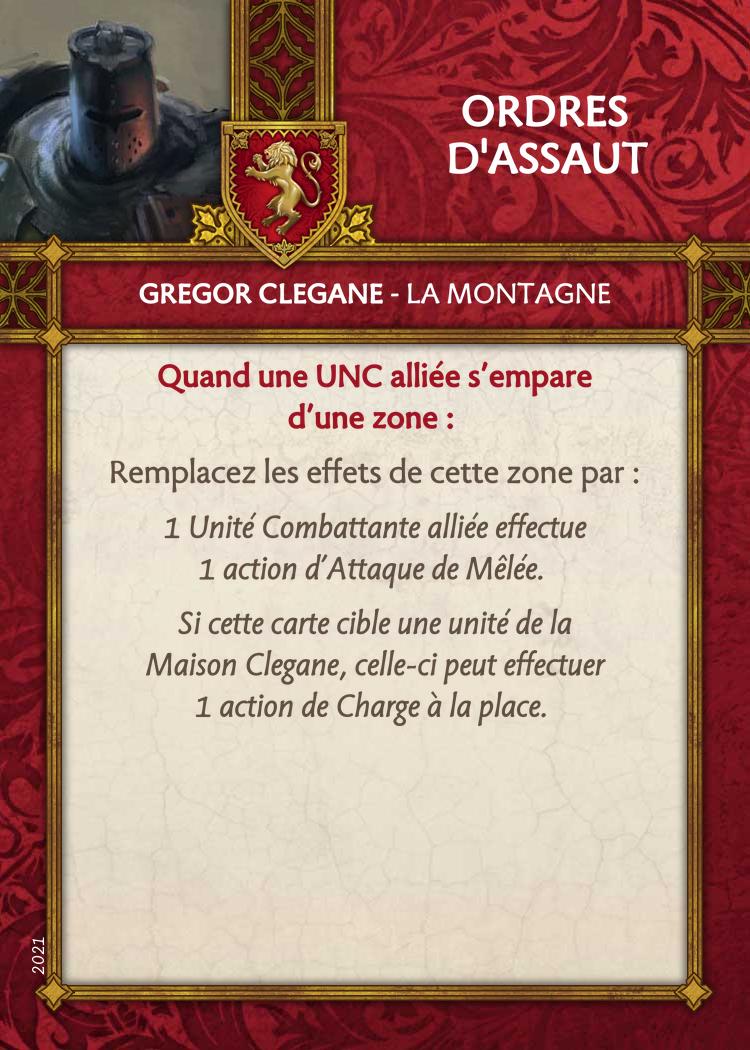 ORDRES
D'ASSAUT
GREGOR CLEGANE - LA MONTAGNE
Quand une UNC alliée s’empare
d’une zone :
Remplacez les effets de cette zone par :
1 Unité Combattante alliée effectue
1 action d’Attaque de Mêlée.
Si cette carte cible une unité de la
Maison Clegane, celle-ci peut effectuer
1 action de Charge à la place.
2021